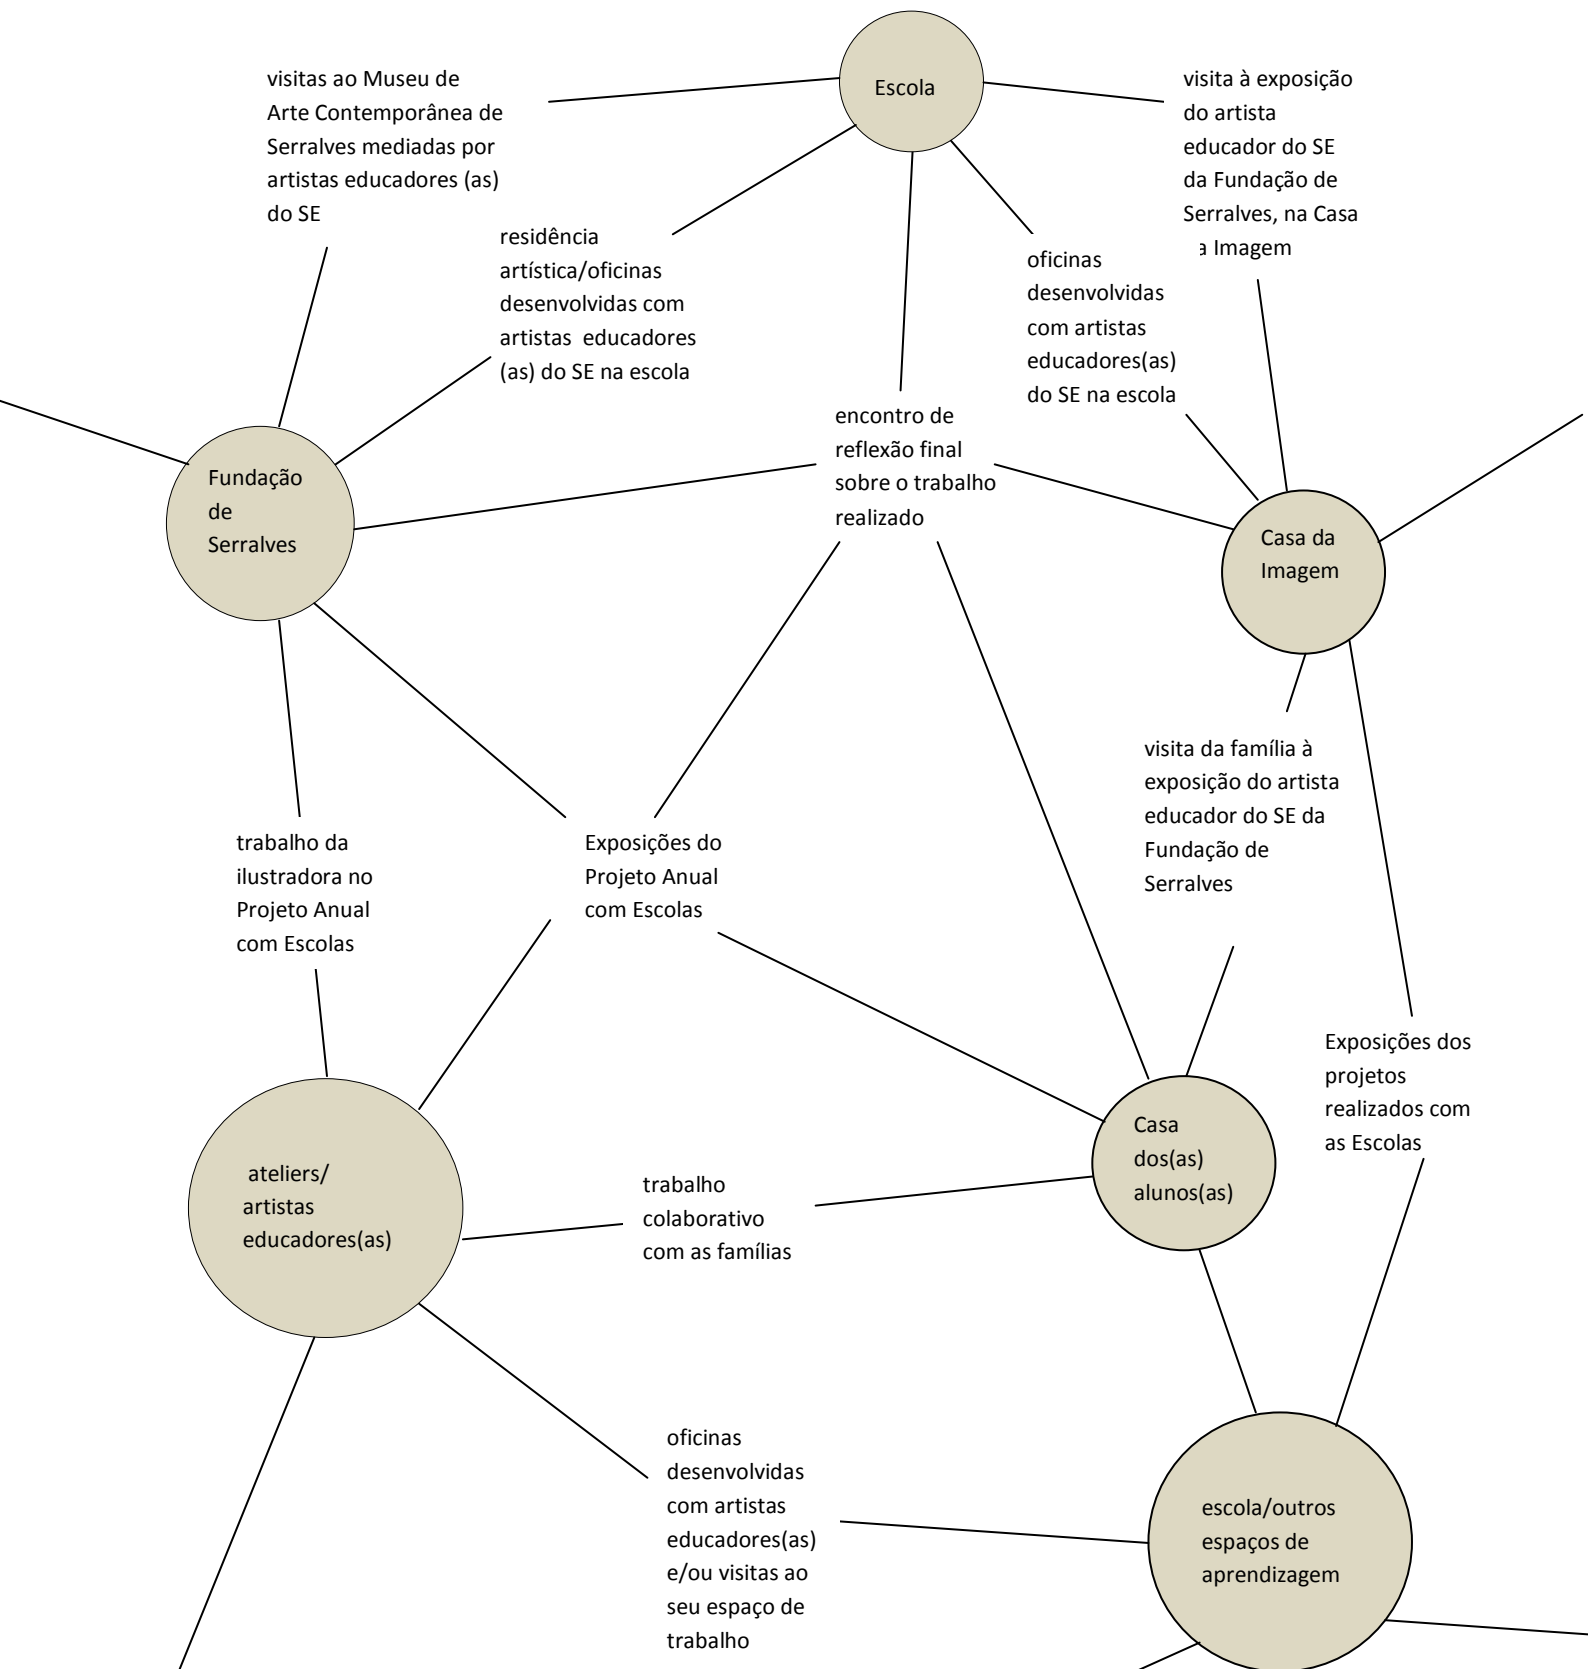 Escola
visitas ao Museu de
Arte Contemporânea de
Serralves mediadas por
artistas educadores (as)
do SE
visita à exposição
do artista
educador do SE
da Fundação de
Serralves, na Casa
a Imagem
residência
artística/oficinas
desenvolvidas com
artistas educadores
(as) do SE na escola
oficinas
desenvolvidas
com artistas
educadores(as)
do SE na escola
encontro de
reflexão final
sobre o trabalho
realizado
Fundação
de
Serralves
Casa da
Imagem
visita da família à
exposição do artista
educador do SE da
Fundação de
Serralves
trabalho da
ilustradora no
Projeto Anual
com Escolas
Exposições do
Projeto Anual
com Escolas
Exposições dos
projetos
realizados com
as Escolas
Casa
dos(as)
alunos(as)
ateliers/
artistas
educadores(as)
trabalho
colaborativo
com as famílias
oficinas
desenvolvidas
com artistas
educadores(as)
e/ou visitas ao
seu espaço de
trabalho
escola/outros
espaços de
aprendizagem